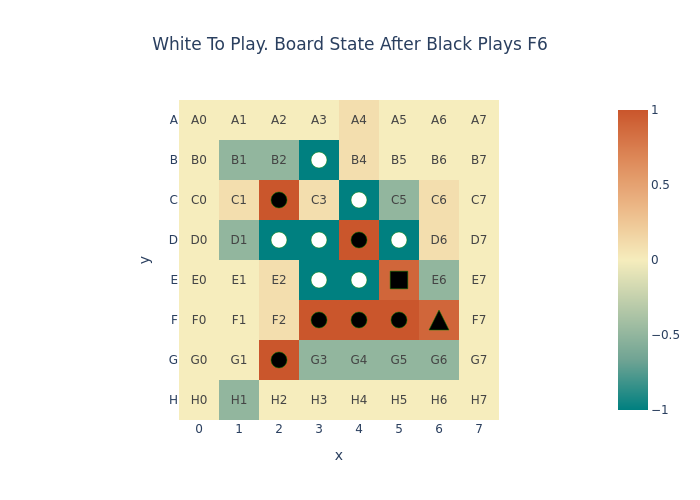 White To Play. Board State After Black Plays F6
A A0 A1 A2 A3 A4 A5 A6 A7
B B0 B1 B2 B4 B5 B6 B7
C C0 C1 C3 C5 C6 C7
D D0 D1 D6 D7
E E0 E1 E2 E6 E7
F F0 F1 F2 F7
G G0 G1 G3 G4 G5 G6 G7
H H0 H1 H2 H3 H4 H5 H6 H7
0 1 2 3 4 5 6 7
x
y
1
0.5
0
−0.5
−1